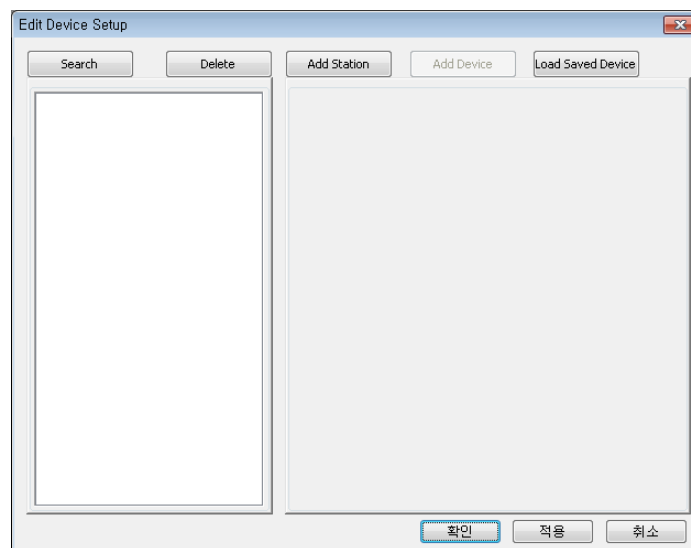 Edit Device Setup
Search Delete Add Station Add Device Load Saved Device
확인 적용 취소